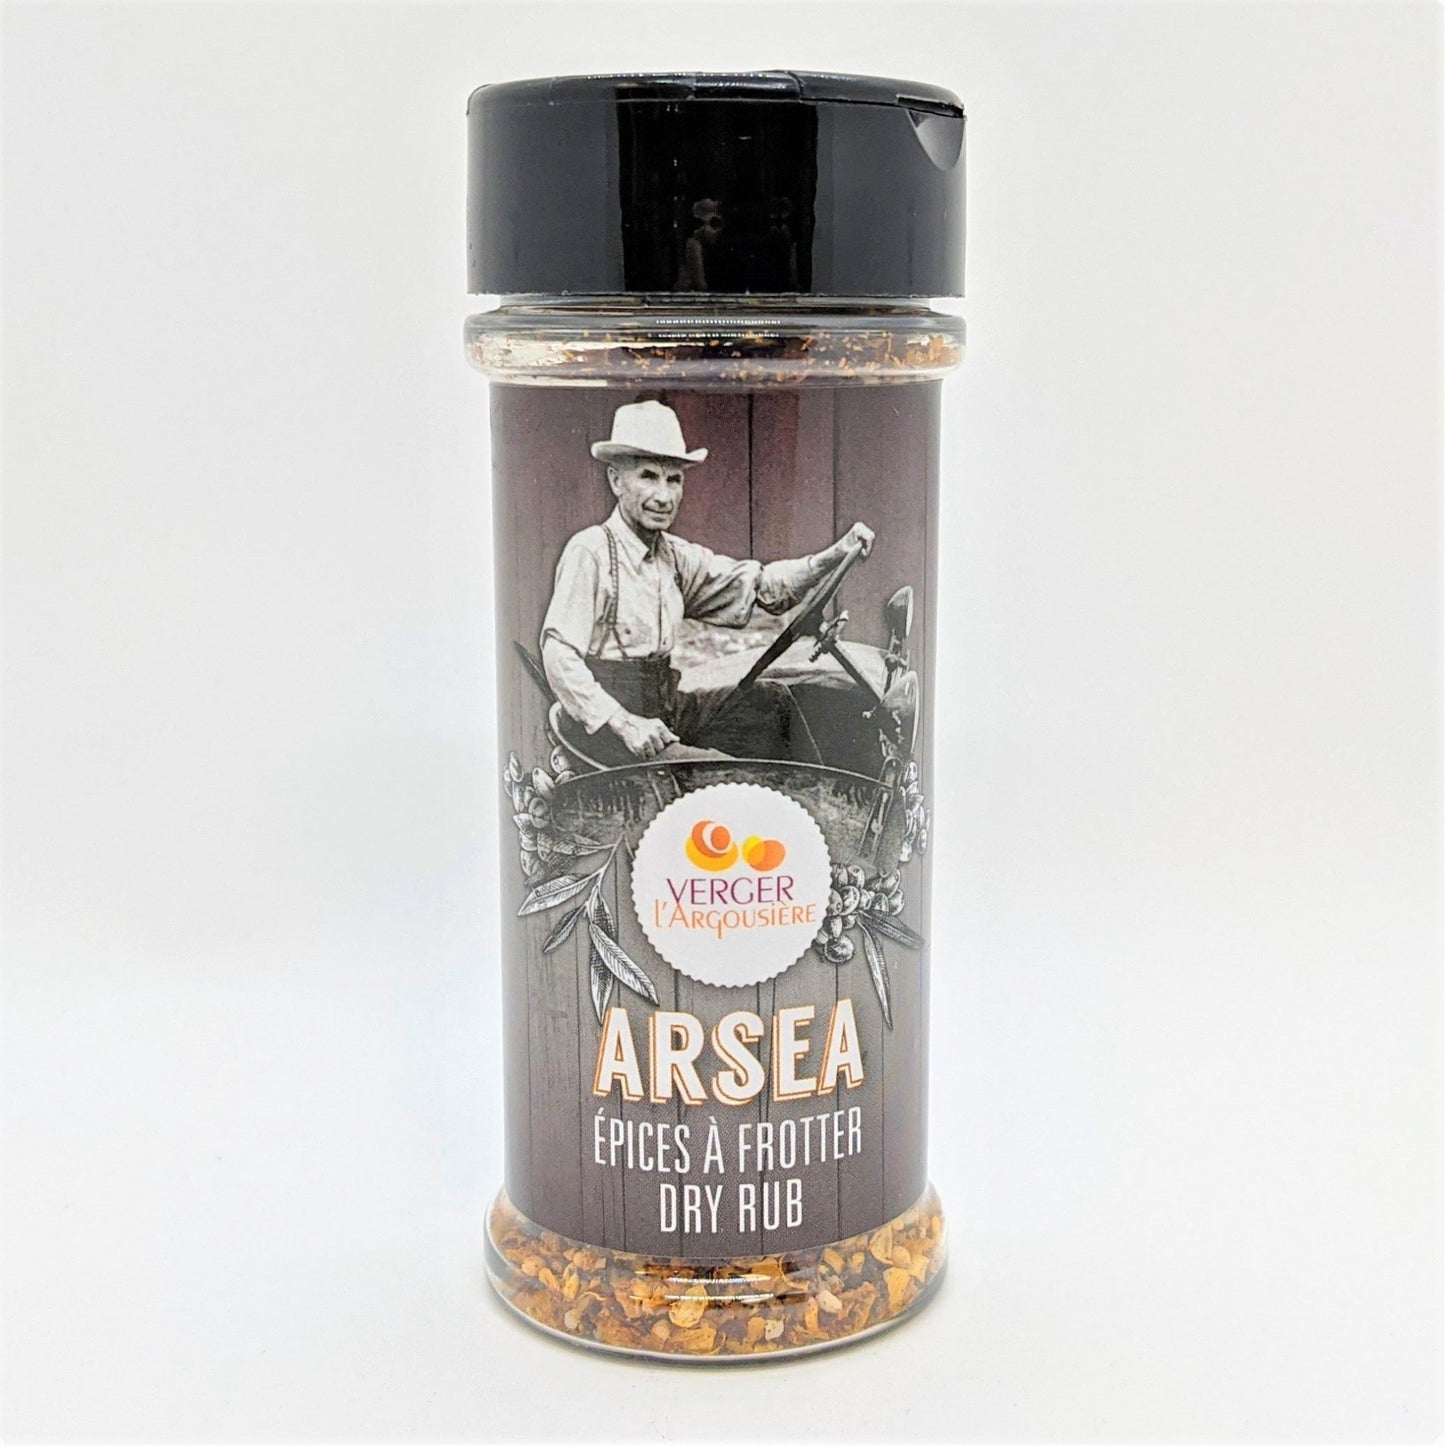 VERGER
l'ARGOUSIÈRE
ARSEA
ÉPICES À FROTTER
DRY RUB